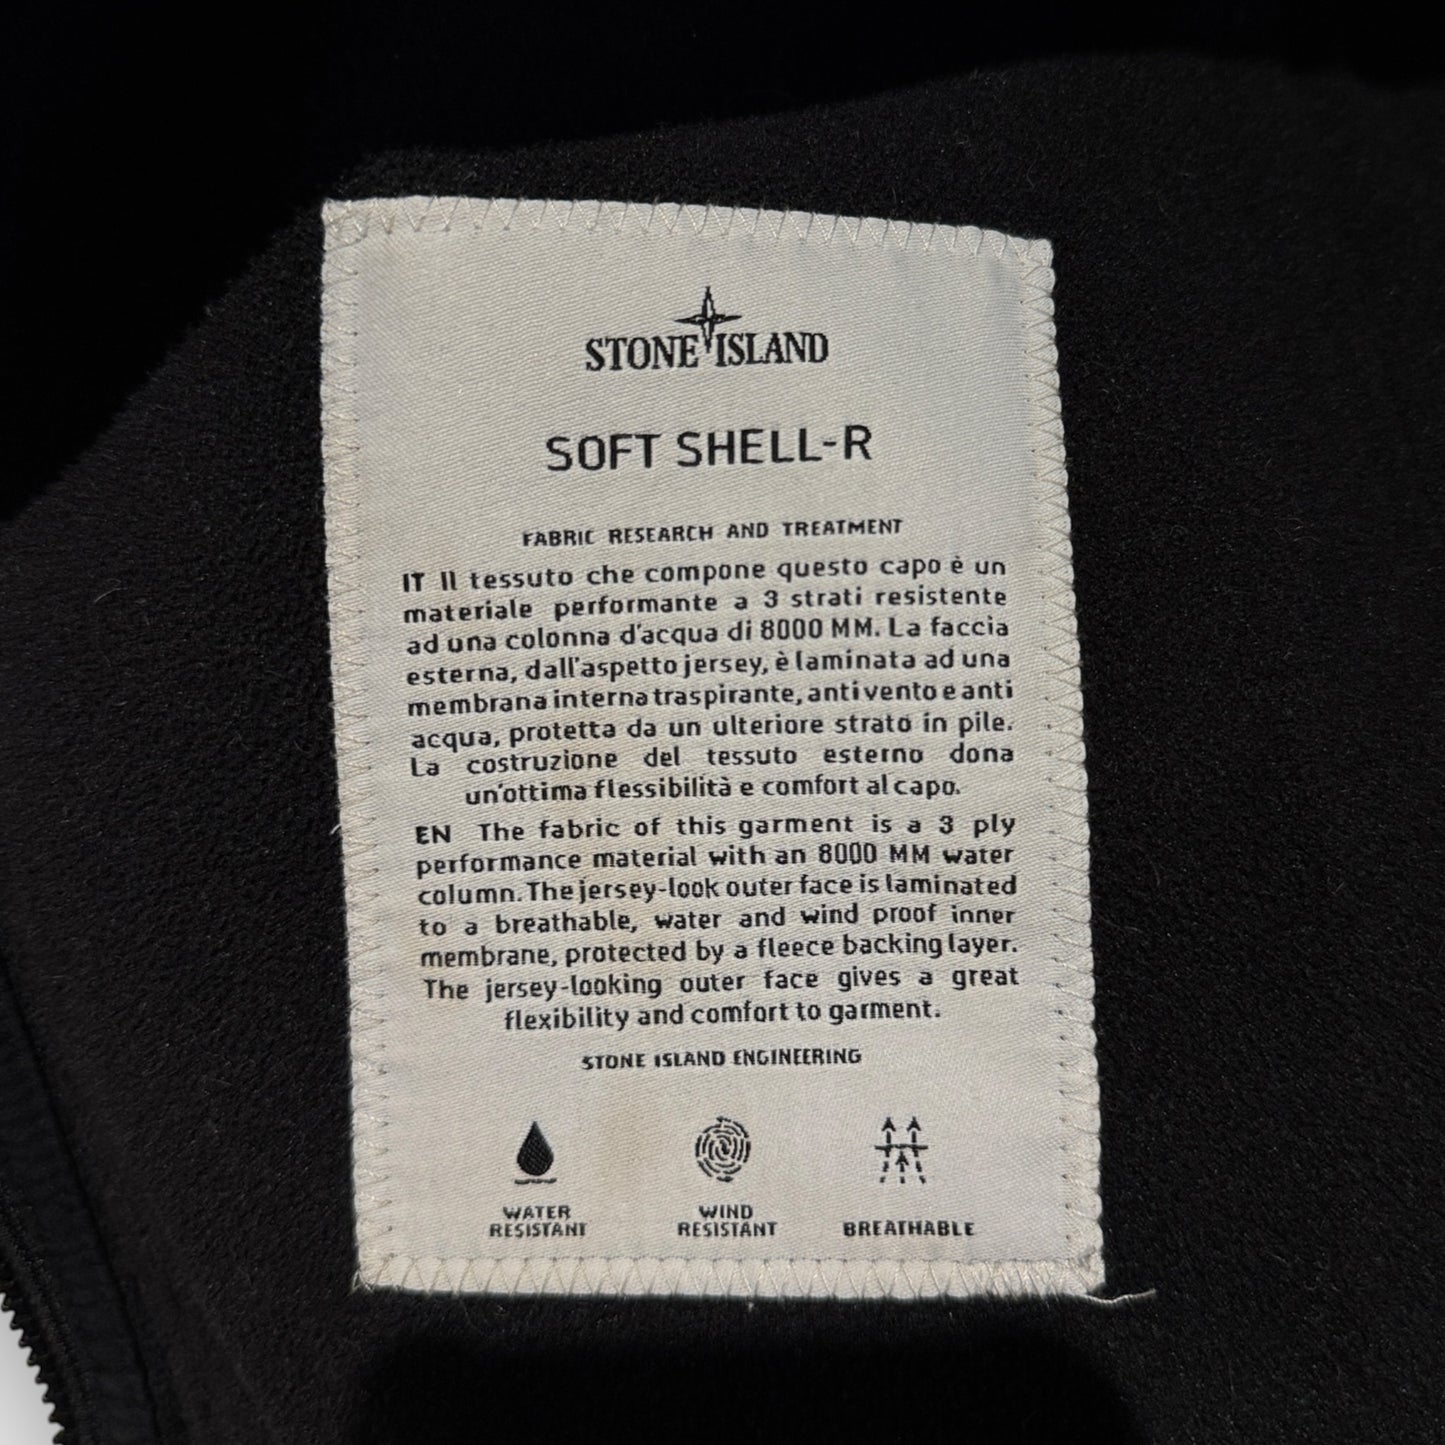 STONE ISLAND
SOFT SHELL-R
FABRIC RESEARCH AND TREATMENT
IT Il tessuto che compone questo capo è un
materiale performante a 3 strati resistente
ad una colonna d'acqua di 8000 MM. La faccia
esterna, dall'aspetto jersey, è laminata ad una
membrana interna traspirante, anti vento e anti
acqua, protetta da un ulteriore strato in pile.
La costruzione del tessuto esterno dona
un'ottima flessibilità e comfort al capo.
EN The fabric of this garment is a 3 ply
performance material with an 8000 MM water
column. The jersey-look outer face is laminated
to a breathable, water and wind proof inner
membrane, protected by a fleece backing layer.
The jersey-looking outer face gives a great
flexibility and comfort to garment.
STONE ISLAND ENGINEERING
WATER RESISTANT
WIND RESISTANT
BREATHABLE